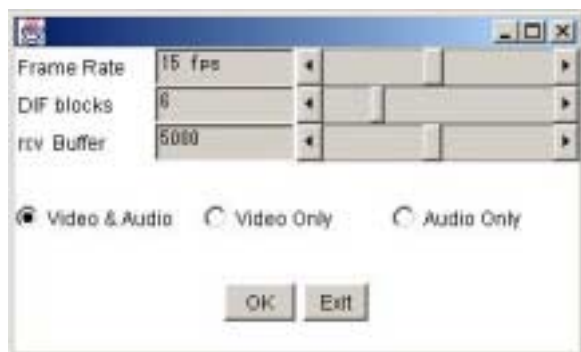 Frame Rate 15 fps
DIF blocks 6
rcv Buffer 5000
Video & Audio Video Only Audio Only
OK Exit